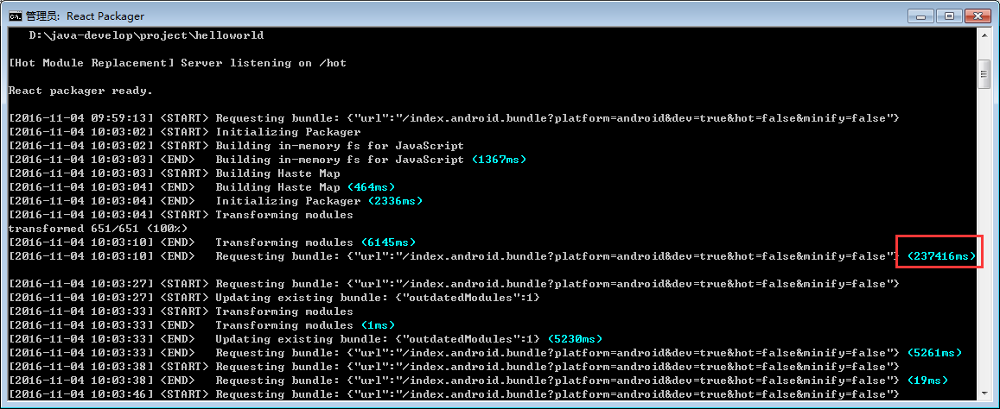 管理员: React Packager
D:\java-develop\project\helloworld
[Hot Module Replacement] Server listening on /hot
React packager ready.
[2016-11-04 09:59:13] <START> Requesting bundle: {"url":"/index.android.bundle?platform=android&dev=true&hot=false&minify=false"}
[2016-11-04 10:03:02] <START> Initializing Packager
[2016-11-04 10:03:02] <START> Building in-memory fs for JavaScript
[2016-11-04 10:03:03] <END>   Building in-memory fs for JavaScript (1367ms)
[2016-11-04 10:03:03] <START> Building Haste Map
[2016-11-04 10:03:04] <END>   Building Haste Map (464ms)
[2016-11-04 10:03:04] <END>   Initializing Packager (2336ms)
[2016-11-04 10:03:04] <START> Transforming modules
transformed 651/651 (100%)
[2016-11-04 10:03:10] <END>   Transforming modules (6145ms)
[2016-11-04 10:03:10] <END>   Requesting bundle: {"url":"/index.android.bundle?platform=android&dev=true&hot=false&minify=false"} (237416ms)
[2016-11-04 10:03:27] <START> Requesting bundle: {"url":"/index.android.bundle?platform=android&dev=true&hot=false&minify=false"}
[2016-11-04 10:03:27] <START> Updating existing bundle: {"outdatedModules":1}
[2016-11-04 10:03:33] <START> Transforming modules
[2016-11-04 10:03:33] <END>   Transforming modules (1ms)
[2016-11-04 10:03:33] <END>   Updating existing bundle: {"outdatedModules":1} (5230ms)
[2016-11-04 10:03:33] <END>   Requesting bundle: {"url":"/index.android.bundle?platform=android&dev=true&hot=false&minify=false"} (5261ms)
[2016-11-04 10:03:38] <START> Requesting bundle: {"url":"/index.android.bundle?platform=android&dev=true&hot=false&minify=false"}
[2016-11-04 10:03:38] <END>   Requesting bundle: {"url":"/index.android.bundle?platform=android&dev=true&hot=false&minify=false"} (19ms)
[2016-11-04 10:03:46] <START> Requesting bundle: {"url":"/index.android.bundle?platform=android&dev=true&hot=false&minify=false"}